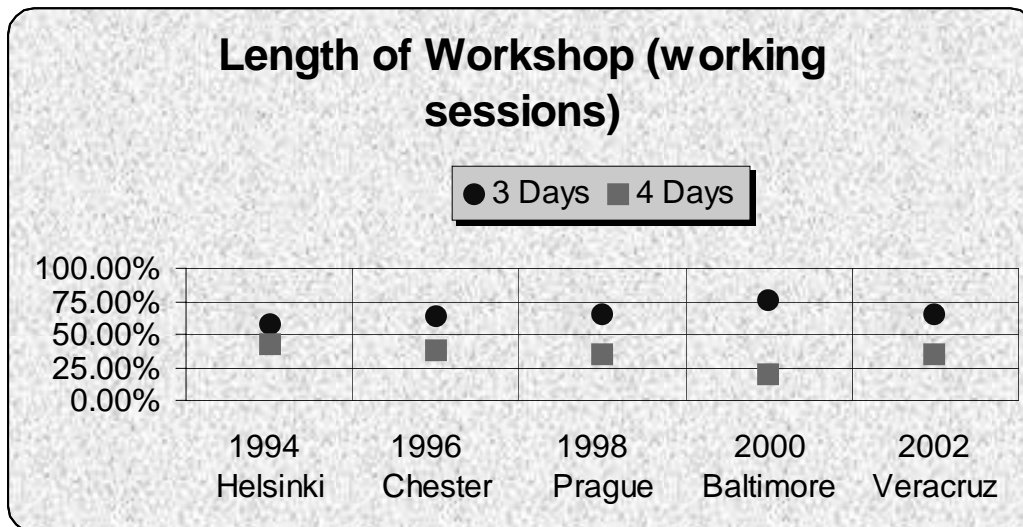 Length of Workshop (working
sessions)
3 Days 4 Days
100.00%
75.00%
50.00%
25.00%
0.00%
1994 1996 1998 2000 2002
Helsinki Chester Prague Baltimore Veracruz